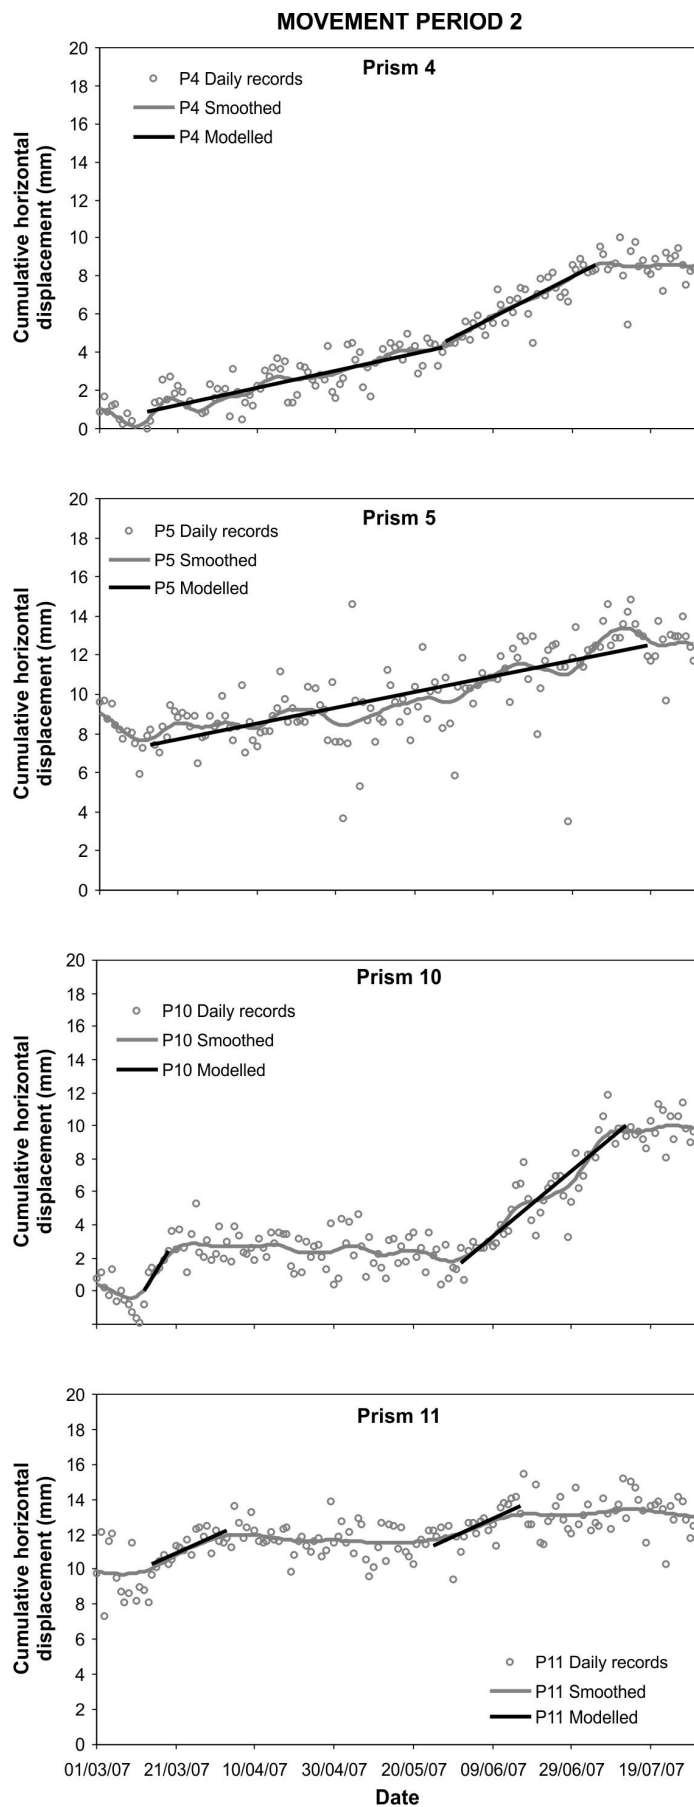 MOVEMENT PERIOD 2
Prism 4
P4 Daily records
P4 Smoothed
P4 Modelled
Cumulative horizontal
displacement (mm)
20
18
16
14
12
10
8
6
4
2
0
Prism 5
P5 Daily records
P5 Smoothed
P5 Modelled
Cumulative horizontal
displacement (mm)
20
18
16
14
12
10
8
6
4
2
0
Prism 10
P10 Daily records
P10 Smoothed
P10 Modelled
Cumulative horizontal
displacement (mm)
20
18
16
14
12
10
8
6
4
2
0
Prism 11
Cumulative horizontal
displacement (mm)
20
18
16
14
12
10
8
6
4
2
0
P11 Daily records
P11 Smoothed
P11 Modelled
01/03/07 21/03/07 10/04/07 30/04/07 20/05/07 09/06/07 29/06/07 19/07/07
Date